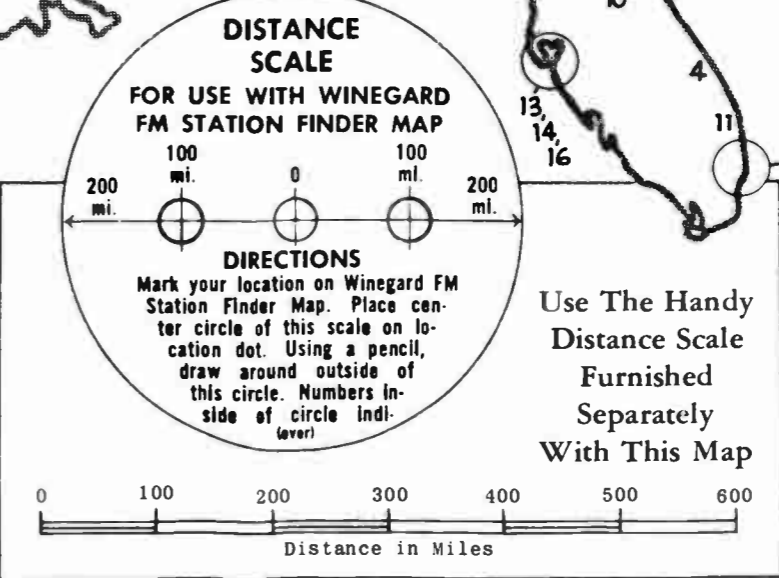 DISTANCE
SCALE
FOR USE WITH WINEGARD
FM STATION FINDER MAP
100
mi.
0
100
mi.
200
mi.
200
mi.
DIRECTIONS
Mark your location on Winegard FM
Station Finder Map. Place cen-
ter circle of this scale on lo-
cation dot. Using a pencil,
draw around outside of
this circle. Numbers in-
side of circle indi-
(over)
4
11
13,
14,
16
Use The Handy
Distance Scale
Furnished
Separately
With This Map
0 100 200 300 400 500 600
Distance in Miles